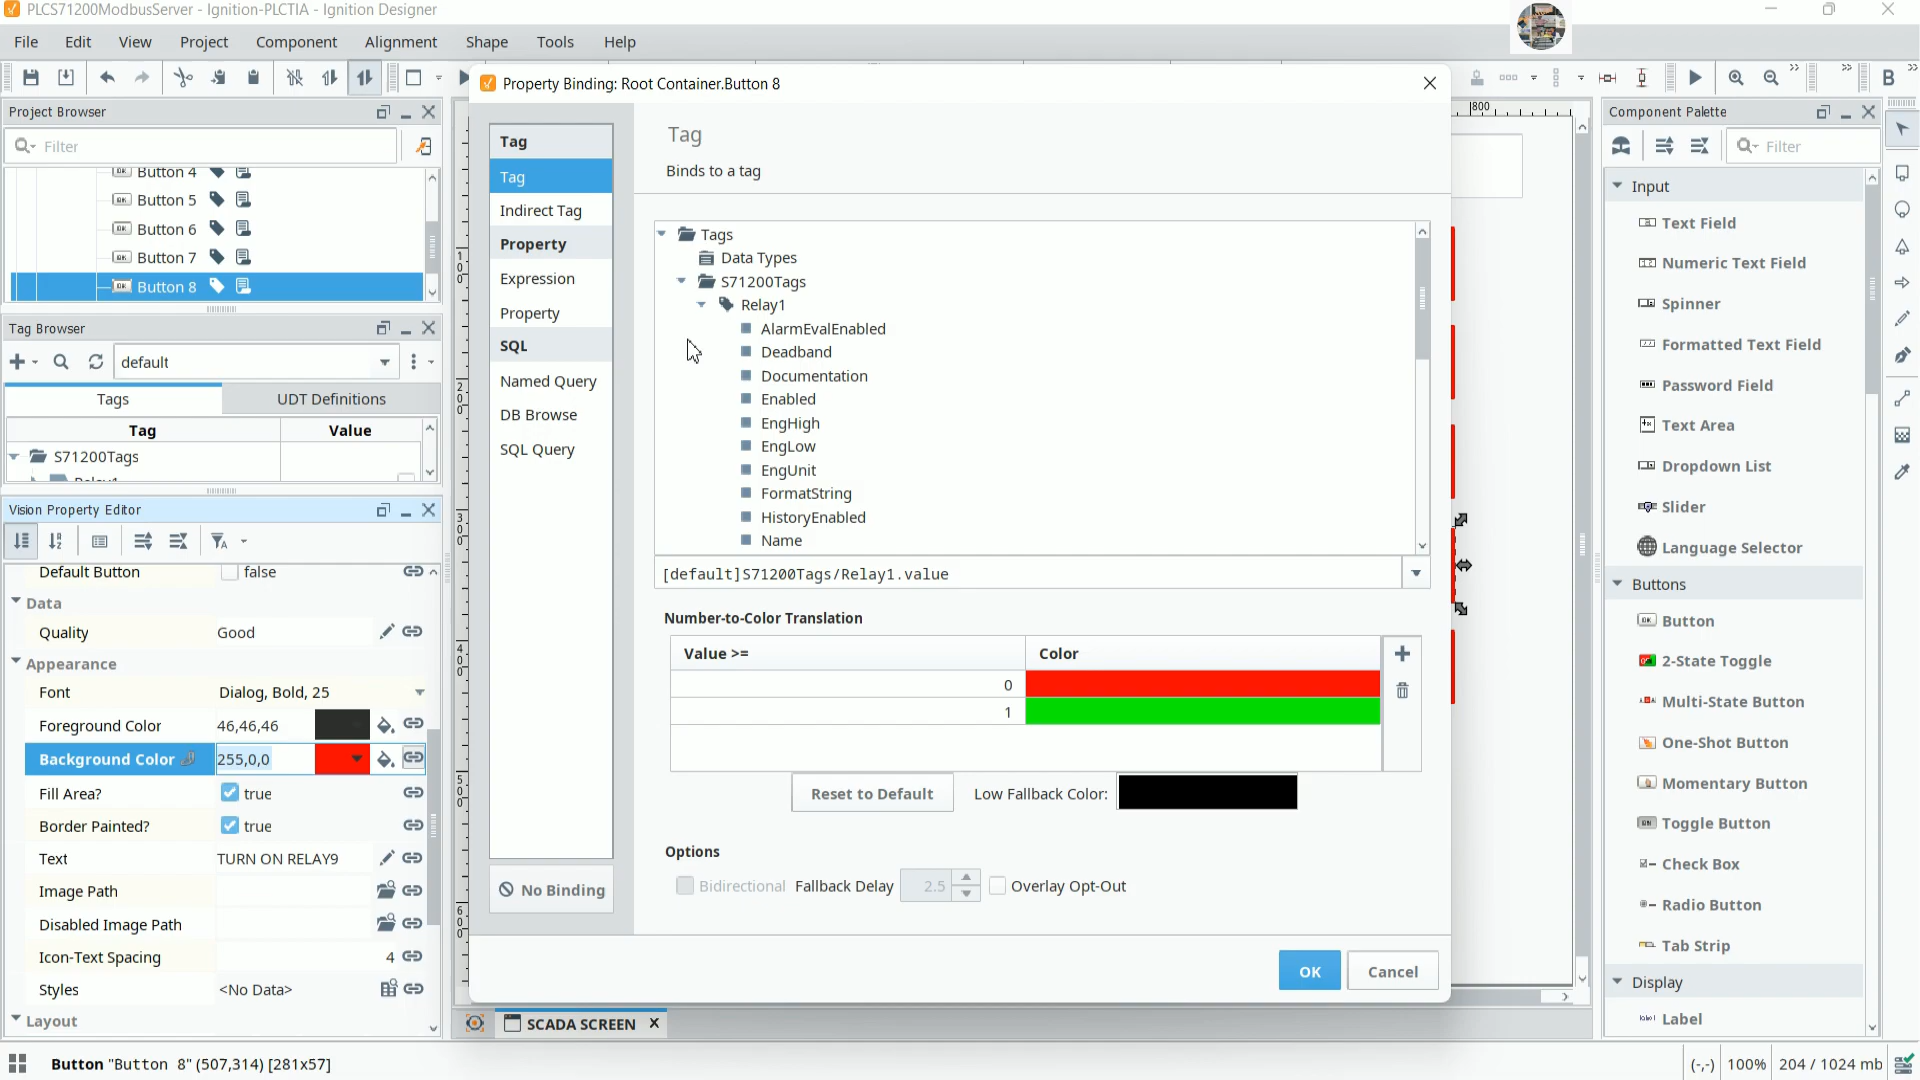 PLCS71200ModbusServer - Ignition-PLCTIA - Ignition Designer
File Edit View Project Component Alignment Shape Tools Help
B
Project Browser
Filter
Button 4
Button 5
Button 6
Button 7
Button 8
Tag Browser
default
Tags UDT Definitions
Tag Value
S71200Tags
Vision Property Editor
Default Button false
Data
Quality Good
Appearance
Font Dialog, Bold, 25
Foreground Color 46,46,46
Background Color 255,0,0
Fill Area? true
Border Painted? true
Text TURN ON RELAY9
Image Path
Disabled Image Path
Icon-Text Spacing 4
Styles <No Data>
Layout
Property Binding: Root Container.Button 8
Tag
Tag
Indirect Tag
Property
Expression
Property
SQL
Named Query
DB Browse
SQL Query
No Binding
Tag
Binds to a tag
Tags
Data Types
S71200Tags
Relay1
AlarmEvalEnabled
Deadband
Documentation
Enabled
EngHigh
EngLow
EngUnit
FormatString
HistoryEnabled
Name
[default]S71200Tags/Relay1.value
Number-to-Color Translation
Value >= Color
0
1
Reset to Default Low Fallback Color:
Options
Bidirectional Fallback Delay 2.5 Overlay Opt-Out
OK Cancel
SCADA SCREEN
800
100
200
300
400
500
600
Component Palette
Filter
Input
Text Field
Numeric Text Field
Spinner
Formatted Text Field
Password Field
Text Area
Dropdown List
Slider
Language Selector
Buttons
Button
2-State Toggle
Multi-State Button
One-Shot Button
Momentary Button
Toggle Button
Check Box
Radio Button
Tab Strip
Display
Label
Button "Button 8" (507,314) [281x57]
(-,-) 100% 204 / 1024 mb